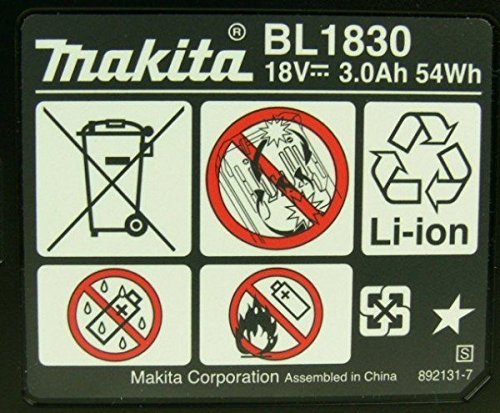 makita® BL1830
18V⎓ 3.0Ah 54Wh
Li-ion
S
Makita Corporation Assembled in China 892131-7